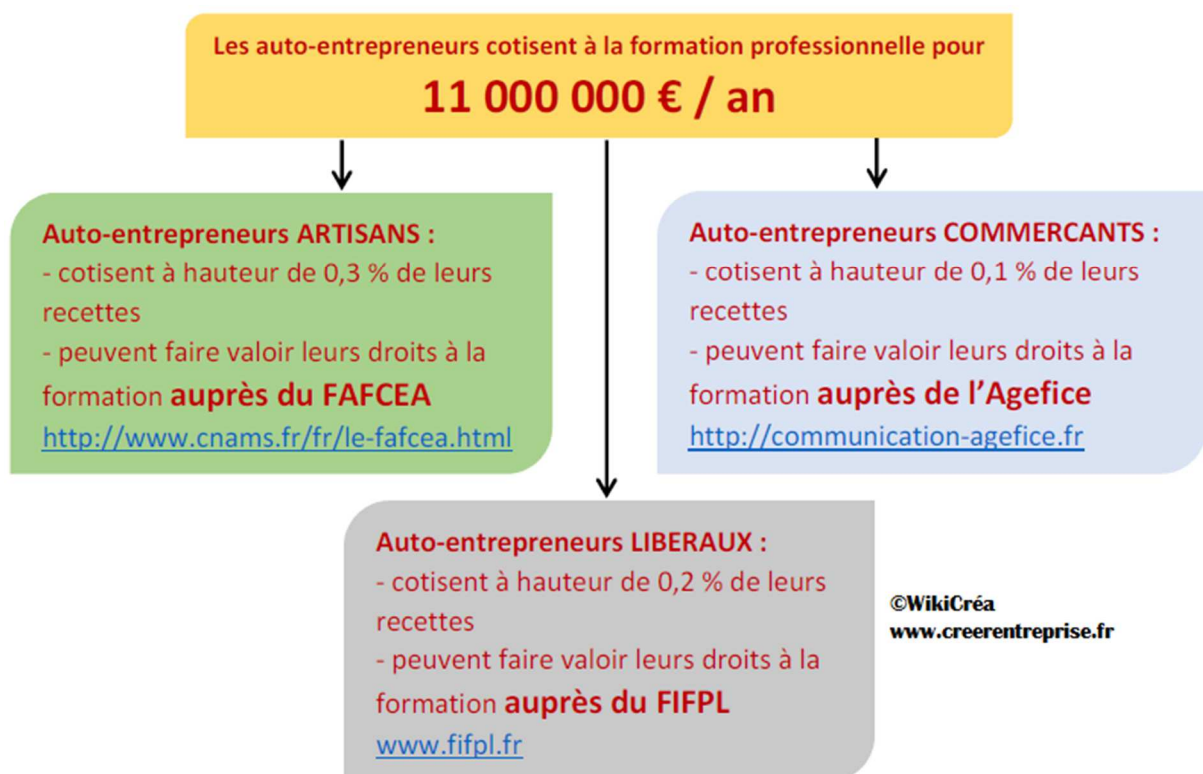 Les auto-entrepreneurs cotisent à la formation professionnelle pour
11 000 000 € / an
Auto-entrepreneurs ARTISANS :
- cotisent à hauteur de 0,3 % de leurs
recettes
- peuvent faire valoir leurs droits à la
formation auprès du FAFCEA
http://www.cnams.fr/fr/le-fafcea.html
Auto-entrepreneurs COMMERCANTS :
- cotisent à hauteur de 0,1 % de leurs
recettes
- peuvent faire valoir leurs droits à la
formation auprès de l’Agefice
http://communication-agefice.fr
Auto-entrepreneurs LIBERAUX :
- cotisent à hauteur de 0,2 % de leurs
recettes
- peuvent faire valoir leurs droits à la
formation auprès du FIFPL
www.fifpl.fr
©WikiCréa
www.creerentreprise.fr